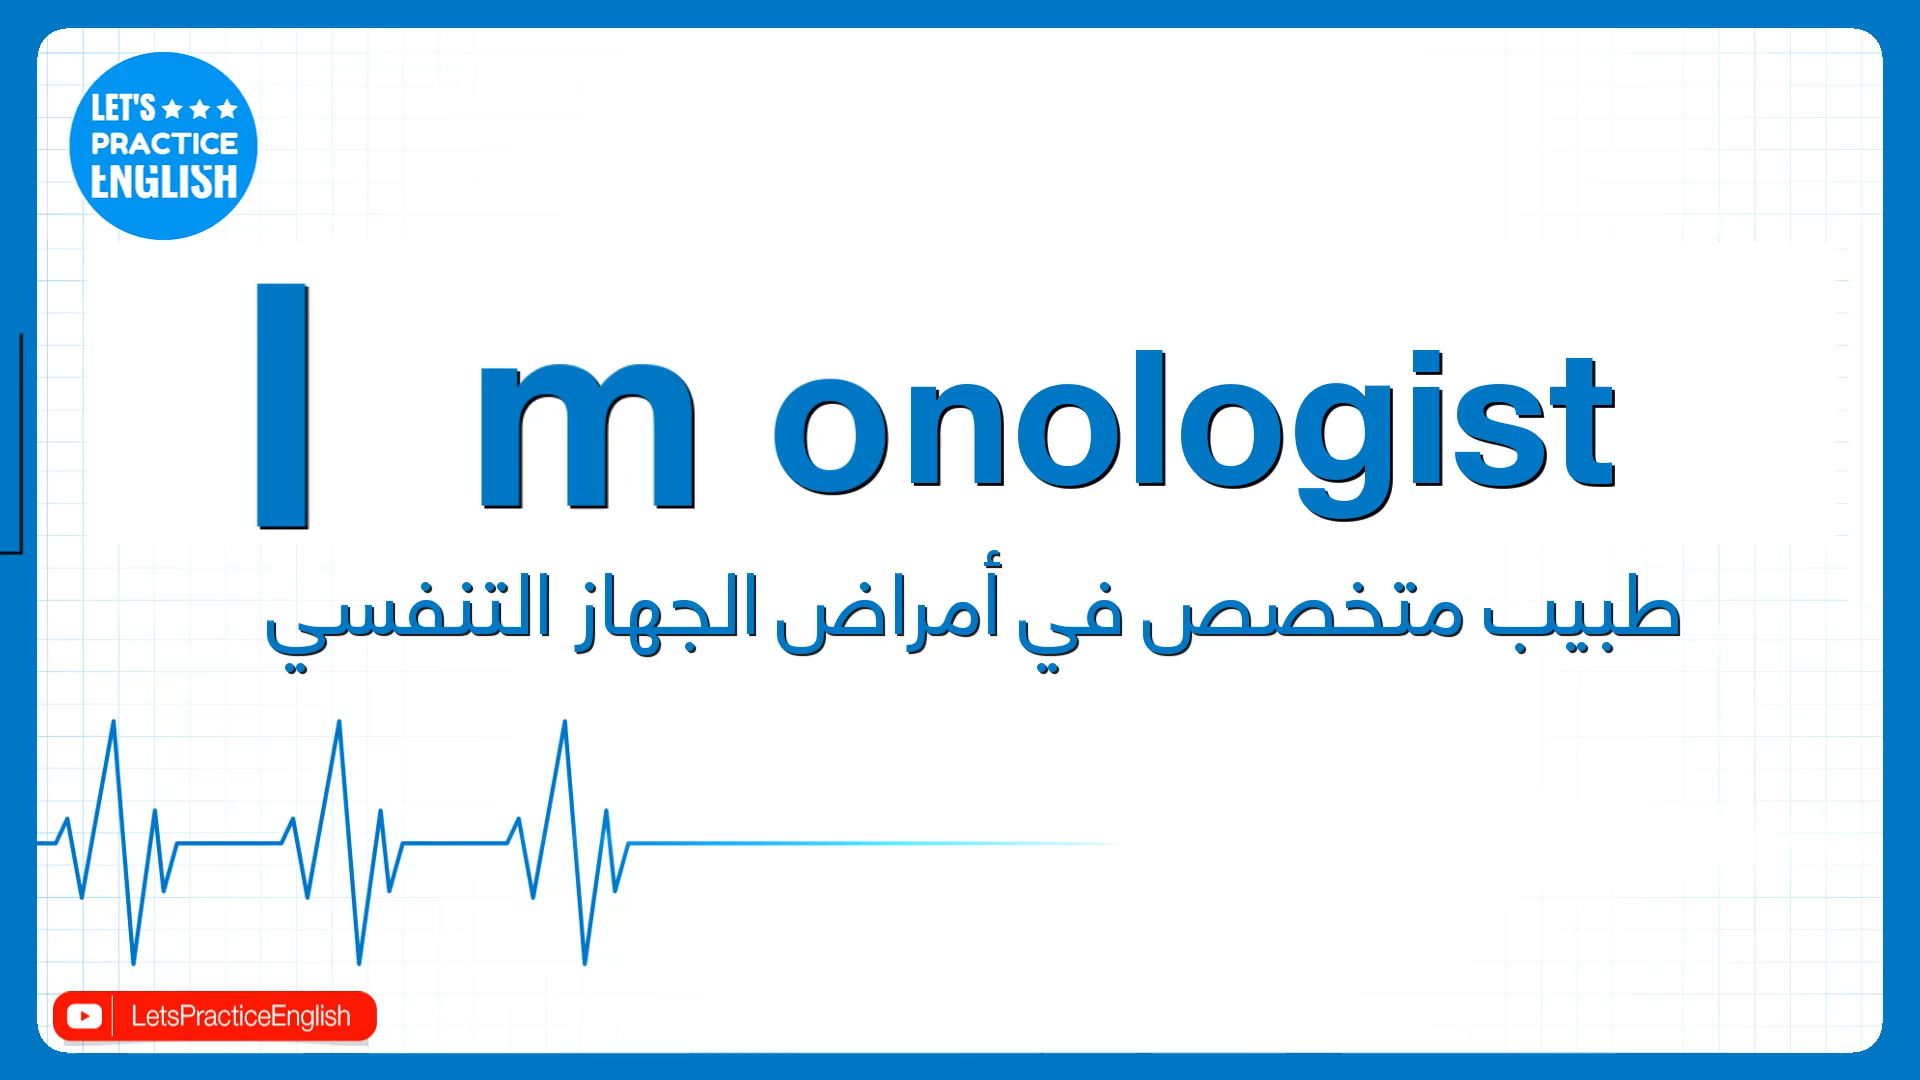 LET'S
PRACTICE
ENGLISH
l m onologist
طبيب متخصص في أمراض الجهاز التنفسي
LetsPracticeEnglish